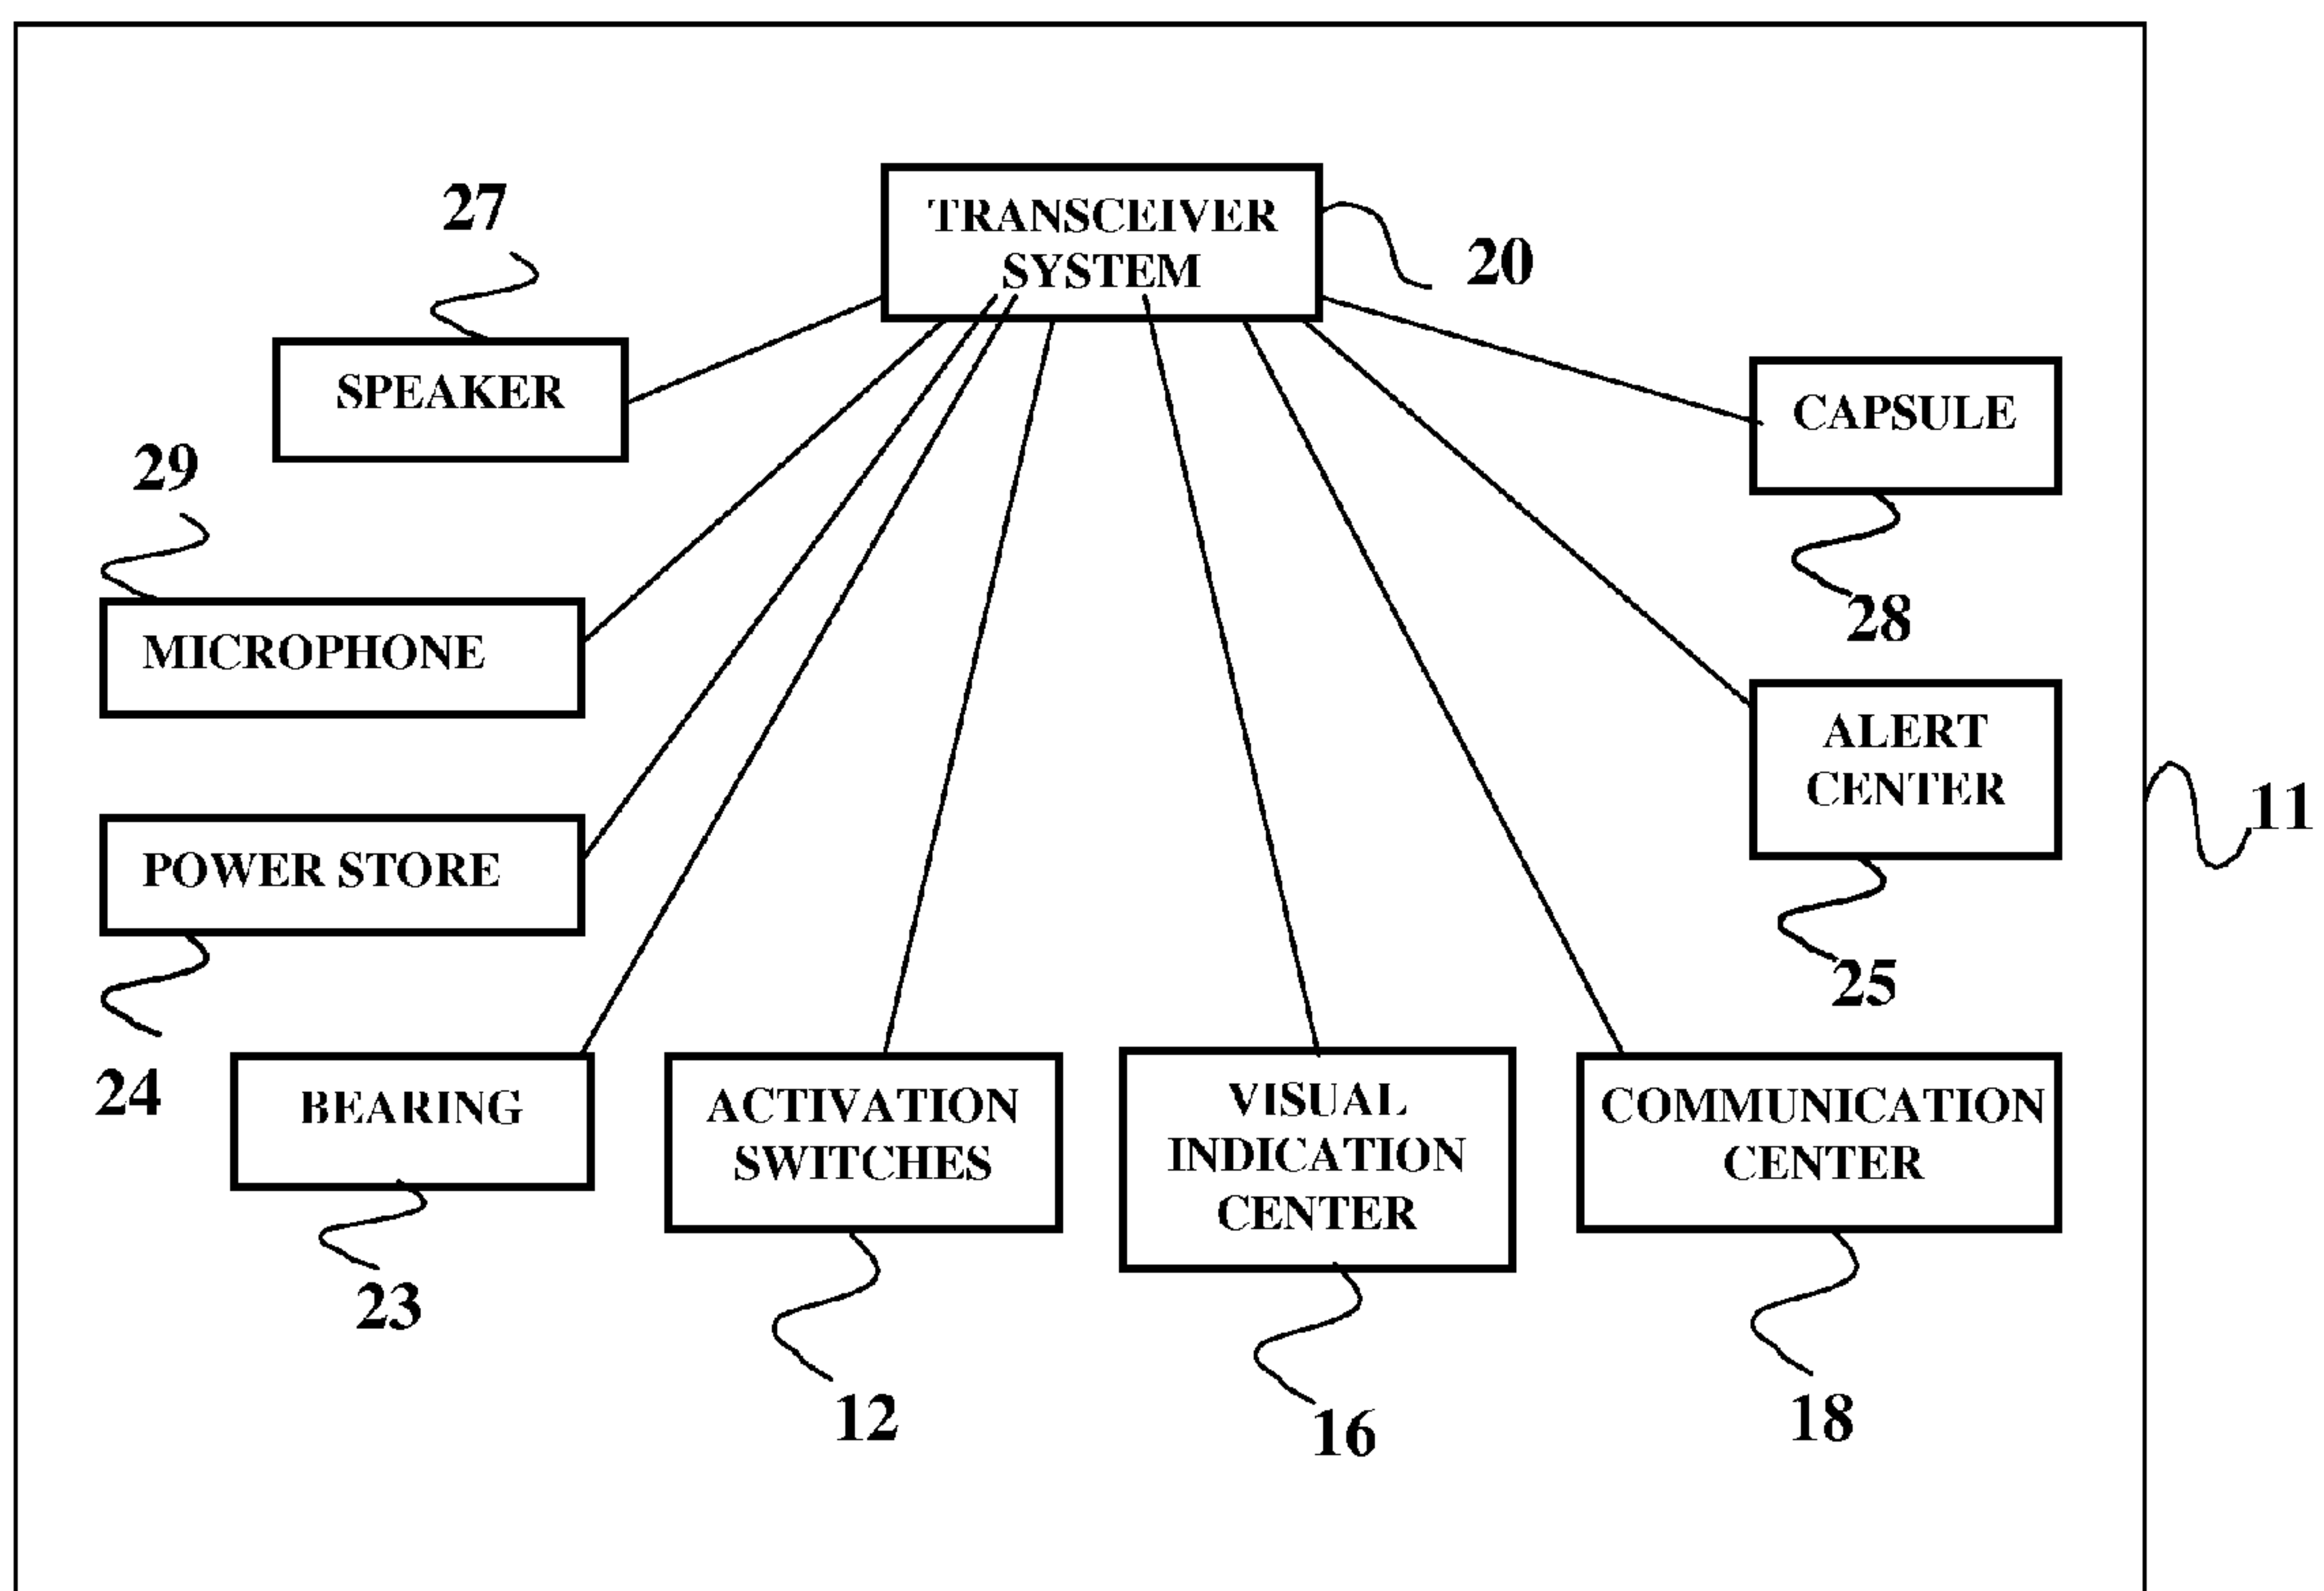 27
TRANSCEIVER
SYSTEM
20
SPEAKER
CAPSULE
29
28
MICROPHONE
ALERT
CENTER
11
POWER STORE
25
24
BEARING
ACTIVATION
SWITCHES
VISUAL
INDICATION
CENTER
COMMUNICATION
CENTER
23
12
16
18